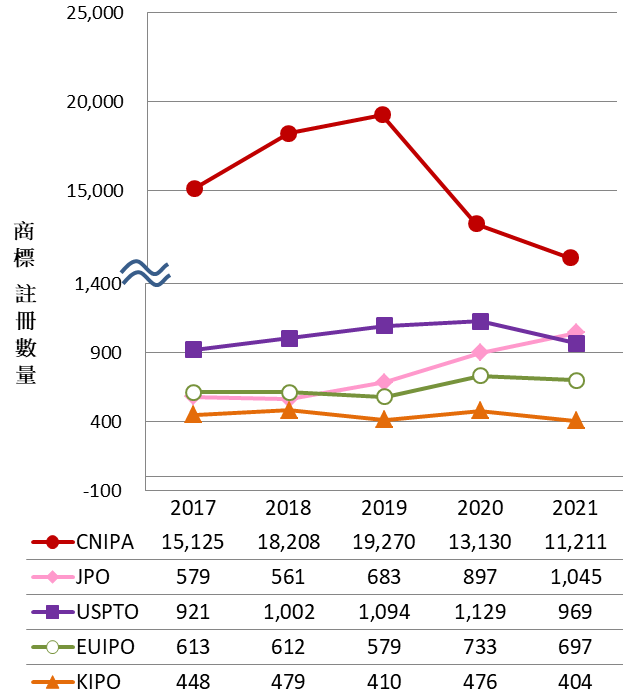 25,000
20,000
15,000
1,400
900
400
-100
商標 註冊數量
2017 2018 2019 2020 2021
CNIPA 15,125 18,208 19,270 13,130 11,211
JPO 579 561 683 897 1,045
USPTO 921 1,002 1,094 1,129 969
EUIPO 613 612 579 733 697
KIPO 448 479 410 476 404